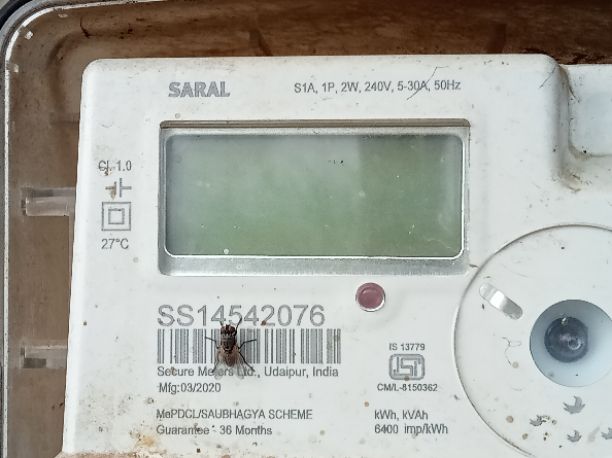 SARAL
S1A, 1P, 2W, 240V, 5-30A, 50Hz
Cl. 1.0
27°C
SS14542076
Secure Meters Ltd., Udaipur, India
Mfg:03/2020
IS 13779
CM/L-8150362
MePDCL/SAUBHAGYA SCHEME
Guarantee - 36 Months
kWh, kVAh
6400 imp/kWh